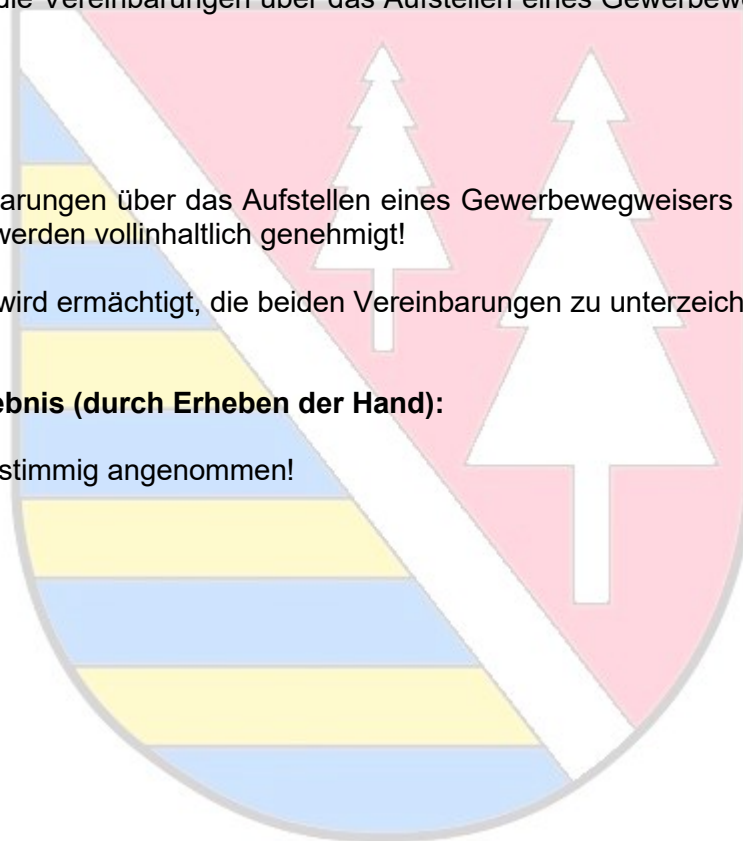 die Vereinbarungen über das Aufstellen eines
arungen über das Aufstellen eines Gewerbewegweisers
werden vollinhaltlich genehmigt!
wird ermächtigt, die beiden Vereinbarungen zu unterzeich
ebnis (durch Erheben der Hand):
stimmig angenommen!